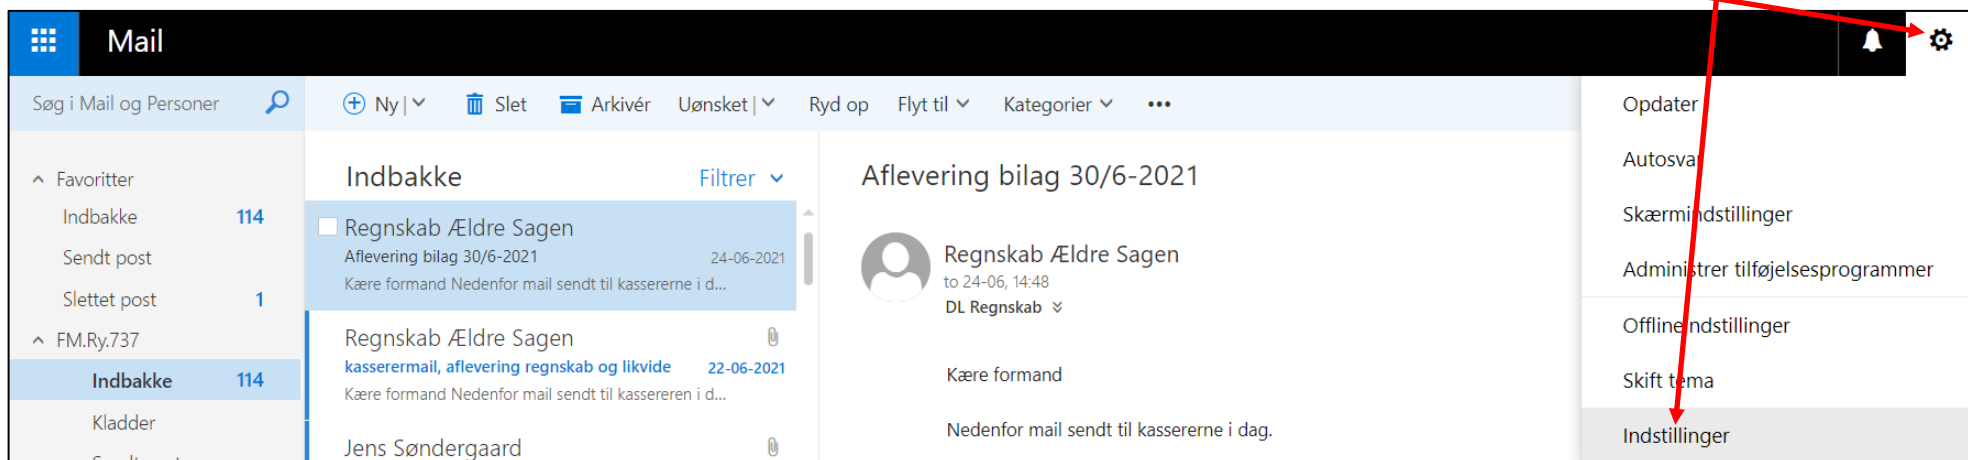 Mail
Søg i Mail og Personer
Ny
Slet
Arkivér
Uønsket
Ryd op
Flyt til
Kategorier
Favoritter
Indbakke 114
Sendt post
Slettet post 1
FM.Ry.737
Indbakke 114
Kladder
Indbakke Filtrer
Regnskab Ældre Sagen
Aflevering bilag 30/6-2021 24-06-2021
Kære formand Nedenfor mail sendt til kassererne i d...
Regnskab Ældre Sagen
kasserermail, aflevering regnskab og likvide 22-06-2021
Kære formand Nedenfor mail sendt til kassereren i d...
Jens Søndergaard
Aflevering bilag 30/6-2021
Regnskab Ældre Sagen
to 24-06, 14:48
DL Regnskab
Kære formand
Nedenfor mail sendt til kassererne i dag.
Opdater
Autosvar
Skærmindstillinger
Administrer tilføjelsesprogrammer
Offlineindstillinger
Skift tema
Indstillinger